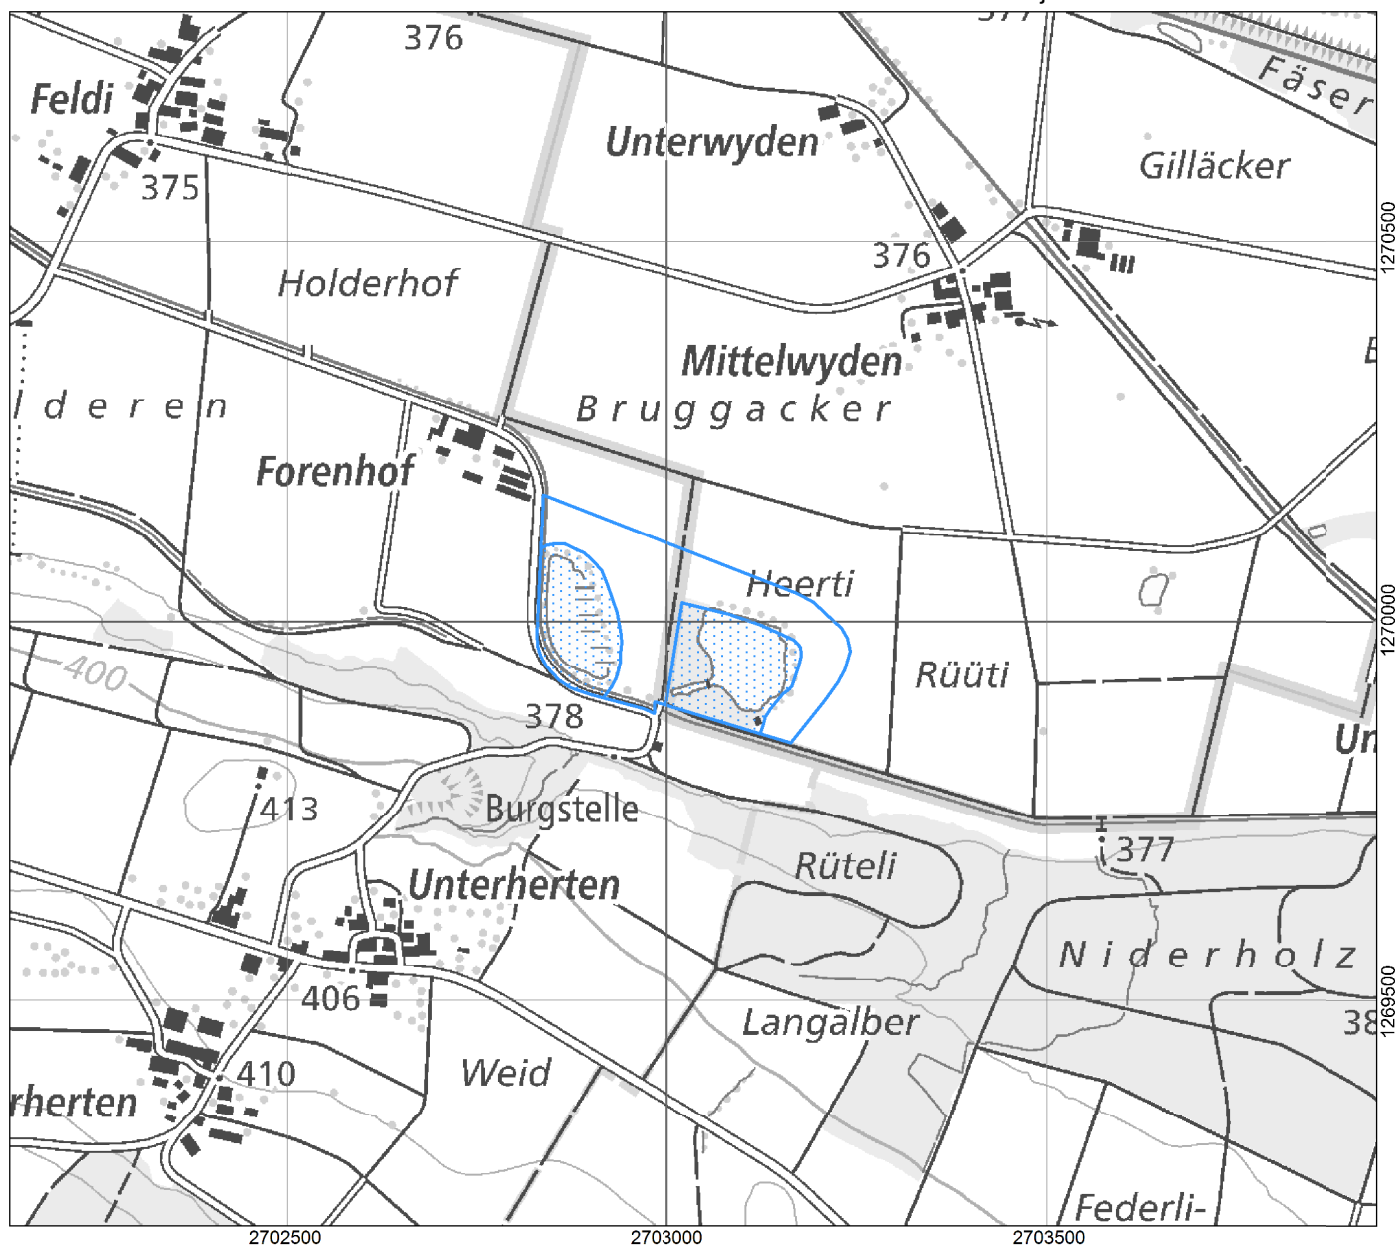 376
Feldi
Fäser
Unterwyden
Gilläcker
375
1270500
376
Holderhof
Mittelwyden
deren
Bruggacker
Forenhof
Heerti
1270000
400
Rüüti
378
Un
413
Burgstelle
377
Rüteli
Unterherten
Niderholz
406
Langalber
38
1269500
Weid
410
rherten
Federli-
2702500
2703000
2703500